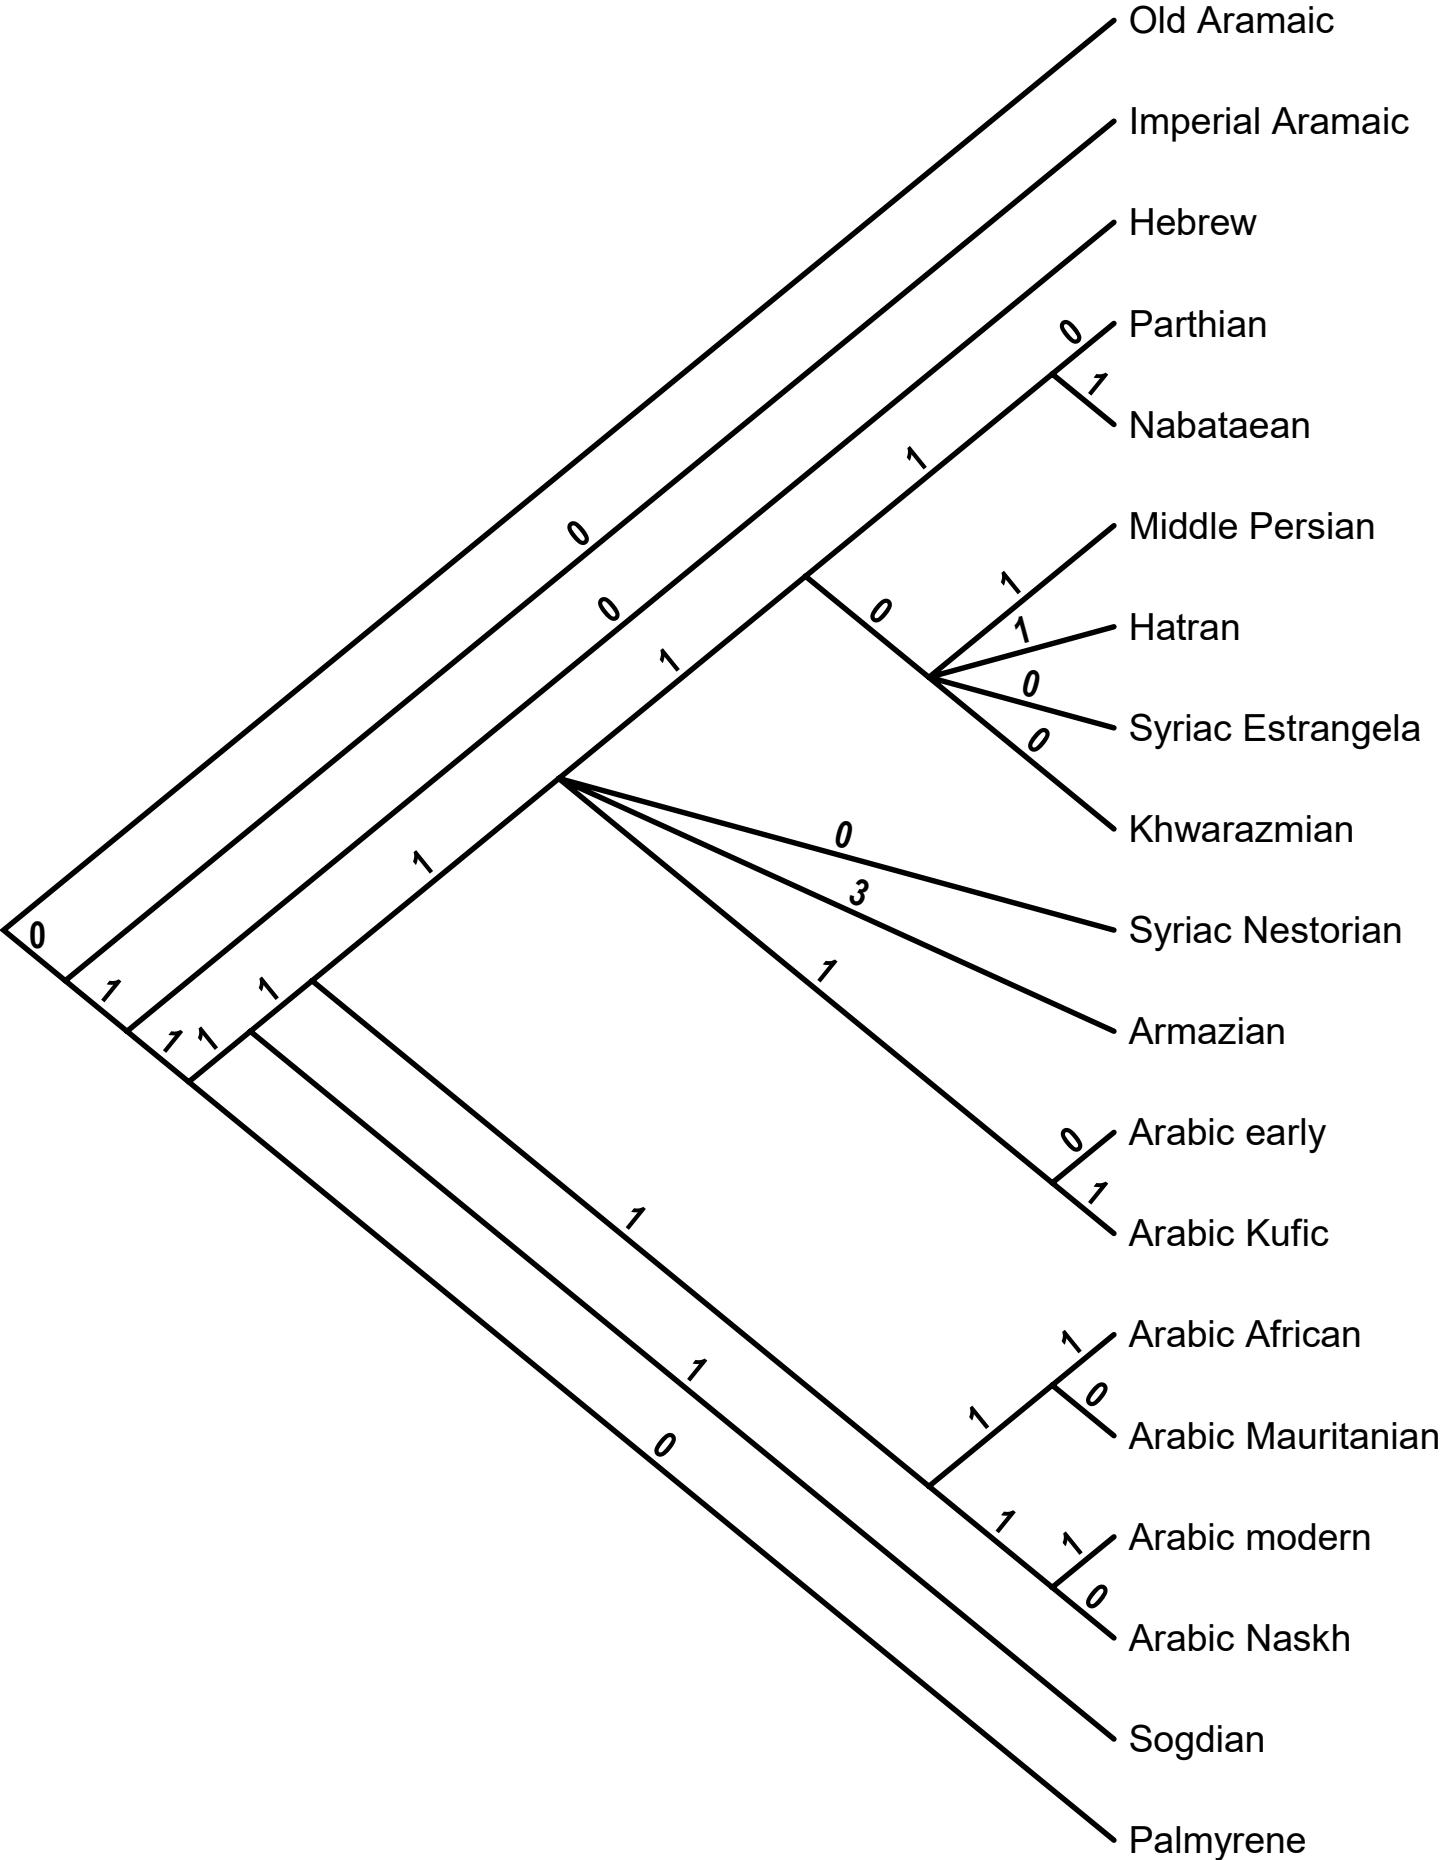 Old Aramaic
Imperial Aramaic
Hebrew
0
Parthian
1
Nabataean
1
Middle Persian
0
1
0
1
Hatran
0
1
0
Syriac Estrangela
0
Khwarazmian
0
1
3
Syriac Nestorian
0
1
1
1
Armazian
1
1
0
Arabic early
1
Arabic Kufic
1
1
Arabic African
1
0
1
Arabic Mauritanian
0
1
1
Arabic modern
0
Arabic Naskh
Sogdian
Palmyrene